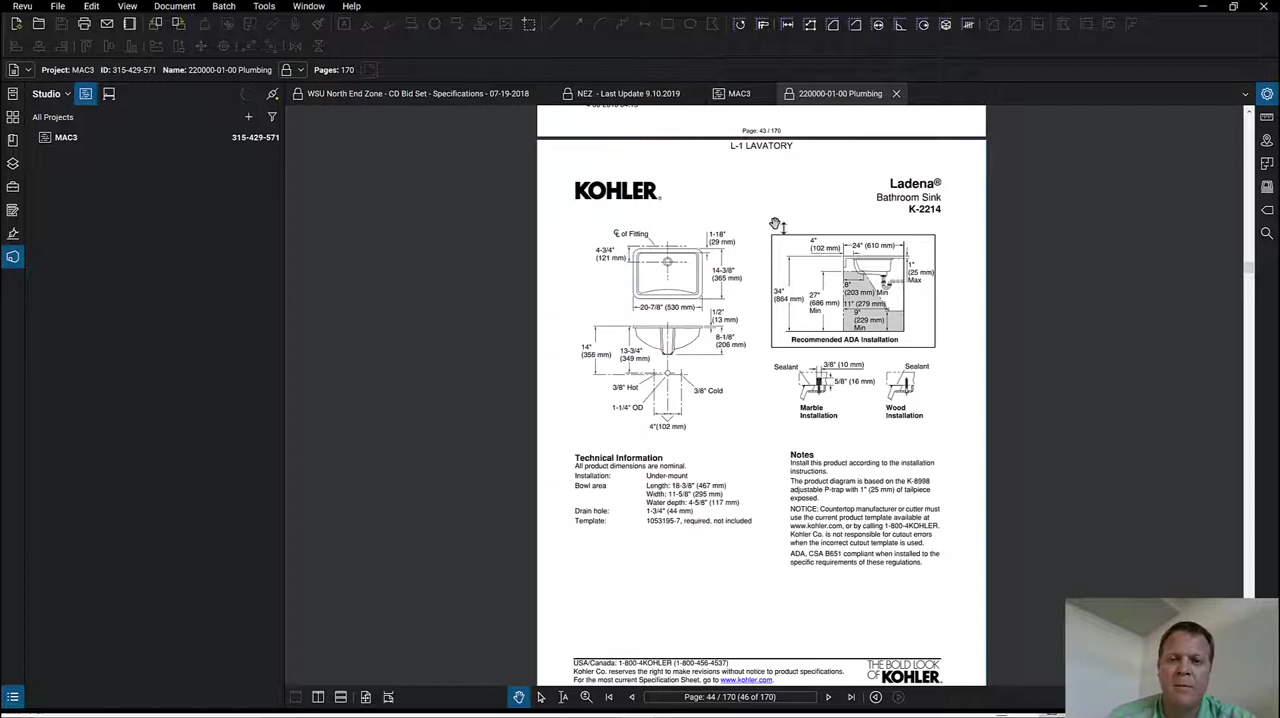 Revu File Edit View Document Batch Tools Window Help
Project: MAC3 ID: 315-429-571 Name: 220000-01-00 Plumbing Pages: 170
Studio
WSU North End Zone - CD Bid Set - Specifications - 07-19-2018
NEZ - Last Update 9.10.2019
MAC3
220000-01-00 Plumbing
All Projects
MAC3 315-429-571
Page: 43 / 170
L-1 LAVATORY
KOHLER®
Ladena®
Bathroom Sink
K-2214
℄ of Fitting
4-3/4"
(121 mm)
1-18"
(29 mm)
14-3/8"
(365 mm)
20-7/8" (530 mm)
1/2"
(13 mm)
8-1/8"
(206 mm)
14"
(356 mm)
13-3/4"
(349 mm)
3/8" Hot
3/8" Cold
1-1/4" OD
4"(102 mm)
4"
(102 mm)
24" (610 mm)
1"
(25 mm)
Max
34"
(864 mm)
27"
(686 mm)
Min
8"
(203 mm) Min
11" (279 mm)
9"
(229 mm)
Min
Recommended ADA Installation
Sealant
3/8" (10 mm)
5/8" (16 mm)
Marble
Installation
Sealant
Wood
Installation
Technical Information
All product dimensions are nominal.
Installation: Under-mount
Bowl area Length: 18-3/8" (467 mm)
Width: 11-5/8" (295 mm)
Water depth: 4-5/8" (117 mm)
Drain hole: 1-3/4" (44 mm)
Template: 1053195-7, required, not included
Notes
Install this product according to the installation
instructions.
The product diagram is based on the K-8998
adjustable P-trap with 1" (25 mm) of tailpiece
exposed.
NOTICE: Countertop manufacturer or cutter must
use the current product template available at
www.kohler.com, or by calling 1-800-4KOHLER.
Kohler Co. is not responsible for cutout errors
when the incorrect cutout template is used.
ADA, CSA B651 compliant when installed to the
specific requirements of these regulations.
USA/Canada: 1-800-4KOHLER (1-800-456-4537)
Kohler Co. reserves the right to make revisions without notice to product specifications.
For the most current Specification Sheet, go to www.kohler.com.
THE BOLD LOOK
OF KOHLER®
Page: 44 / 170 (46 of 170)